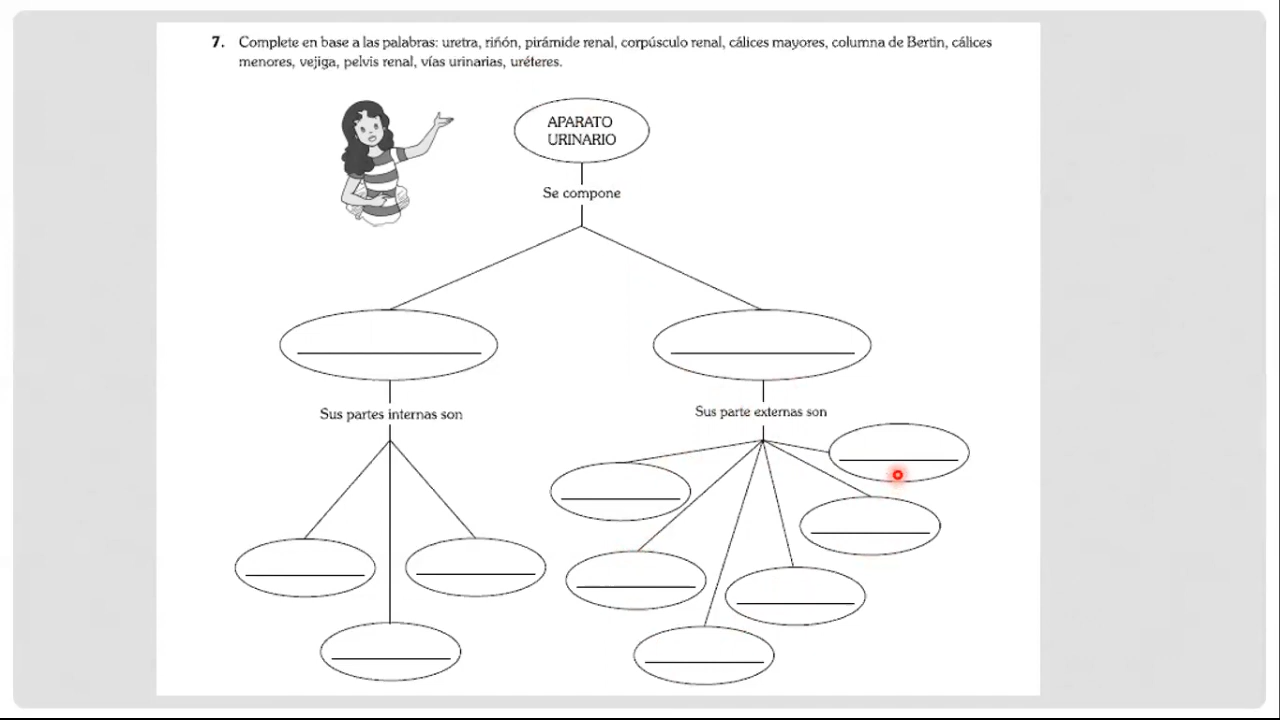 7. Complete en base a las palabras: uretra, riñón, pirámide renal, corpúsculo renal, cálices mayores, columna de Bertin, cálices
menores, vejiga, pelvis renal, vías urinarias, uréteres.
APARATO
URINARIO
Se compone
Sus partes internas son
Sus parte externas son